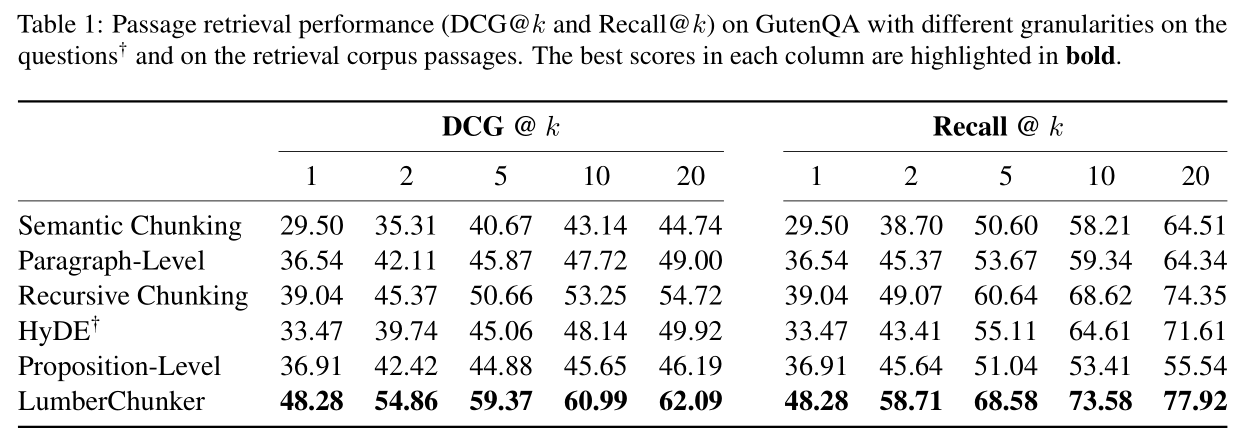 Table 1: Passage retrieval performance (DCG@k and Recall@k) on GutenQA with different granularities on the
questions† and on the retrieval corpus passages. The best scores in each column are highlighted in bold.
DCG @ k Recall @ k
1 2 5 10 20 1 2 5 10 20
Semantic Chunking 29.50 35.31 40.67 43.14 44.74 29.50 38.70 50.60 58.21 64.51
Paragraph-Level 36.54 42.11 45.87 47.72 49.00 36.54 45.37 53.67 59.34 64.34
Recursive Chunking 39.04 45.37 50.66 53.25 54.72 39.04 49.07 60.64 68.62 74.35
HyDE† 33.47 39.74 45.06 48.14 49.92 33.47 43.41 55.11 64.61 71.61
Proposition-Level 36.91 42.42 44.88 45.65 46.19 36.91 45.64 51.04 53.41 55.54
LumberChunker 48.28 54.86 59.37 60.99 62.09 48.28 58.71 68.58 73.58 77.92